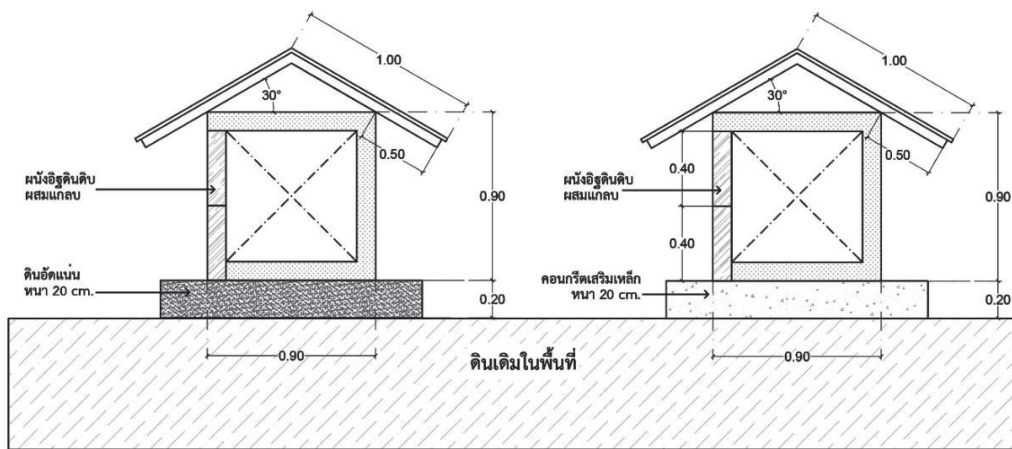 1.00
30°
0.50
0.90
ผนังอิฐดินดิบ
ผสมแกลบ
ดินอัดแน่น
หนา 20 cm.
0.20
0.90
1.00
30°
0.50
0.40
0.40
0.90
ผนังอิฐดินดิบ
ผสมแกลบ
คอนกรีตเสริมเหล็ก
หนา 20 cm.
0.20
0.90
ดินเดิมในพื้นที่